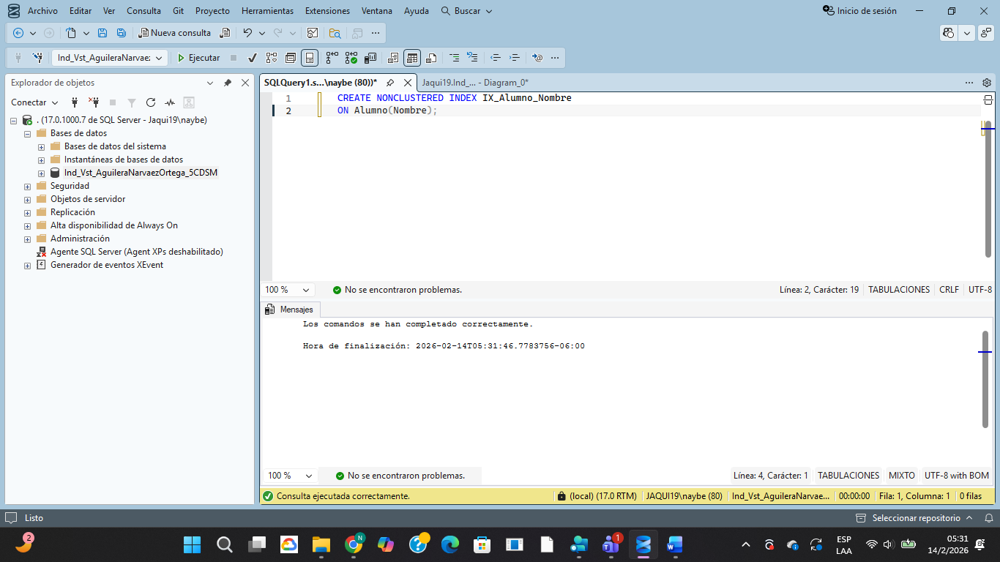 Archivo Editar Ver Consulta Git Proyecto Herramientas Extensiones Ventana Ayuda Buscar Inicio de sesión
Nueva consulta
Ind_Vst_AguileraNarvaez Ejecutar
Explorador de objetos
Conectar
. (17.0.1000.7 de SQL Server - Jaqui19\naybe)
Bases de datos
Bases de datos del sistema
Instantáneas de bases de datos
Ind_Vst_AguileraNarvaezOrtega_5CDSM
Seguridad
Objetos de servidor
Replicación
Alta disponibilidad de Always On
Administración
Agente SQL Server (Agent XPs deshabilitado)
Generador de eventos XEvent
SQLQuery1.s...\naybe (80))* Jaqui19.Ind_... - Diagram_0*
1 CREATE NONCLUSTERED INDEX IX_Alumno_Nombre
2 ON Alumno(Nombre);
100 % No se encontraron problemas. Línea: 2, Carácter: 19 TABULACIONES CRLF UTF-8
Mensajes
Los comandos se han completado correctamente.
Hora de finalización: 2026-02-14T05:31:46.7783756-06:00
100 % No se encontraron problemas. Línea: 4, Carácter: 1 TABULACIONES MIXTO UTF-8 with BOM
Consulta ejecutada correctamente. (local) (17.0 RTM) JAQUI19\naybe (80) Ind_Vst_AguileraNarvae... 00:00:00 Fila: 1, Columna: 1 0 filas
Listo Seleccionar repositorio
2 N 1 ESP 05:31
LAA 14/2/2026